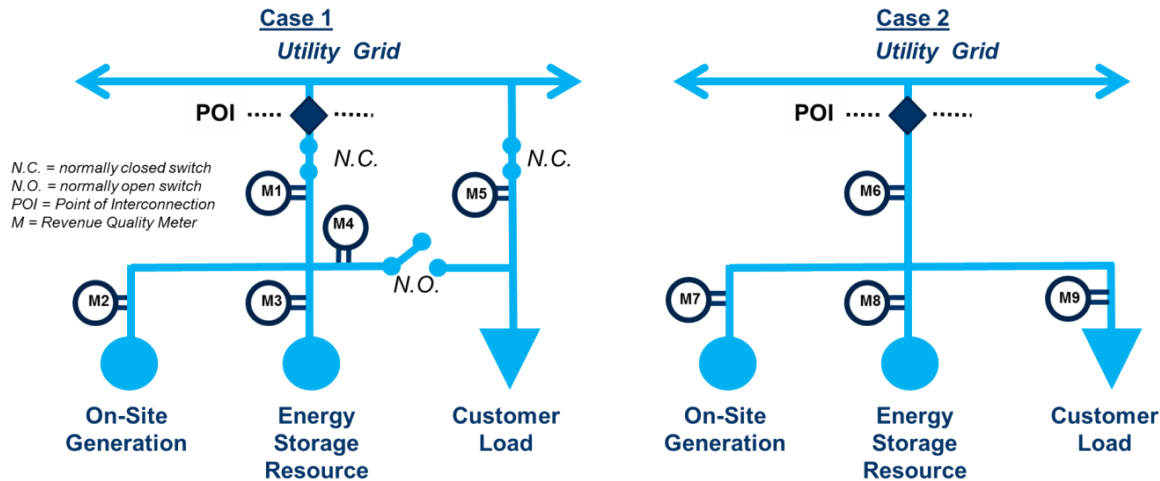 Case 1
Utility Grid
POI
N.C.
N.C.
N.C. = normally closed switch
N.O. = normally open switch
POI = Point of Interconnection
M = Revenue Quality Meter
M1
M5
M4
N.O.
M2
M3
On-Site
Generation
Energy
Storage
Resource
Customer
Load
Case 2
Utility Grid
POI
M6
M7
M8
M9
On-Site
Generation
Energy
Storage
Resource
Customer
Load